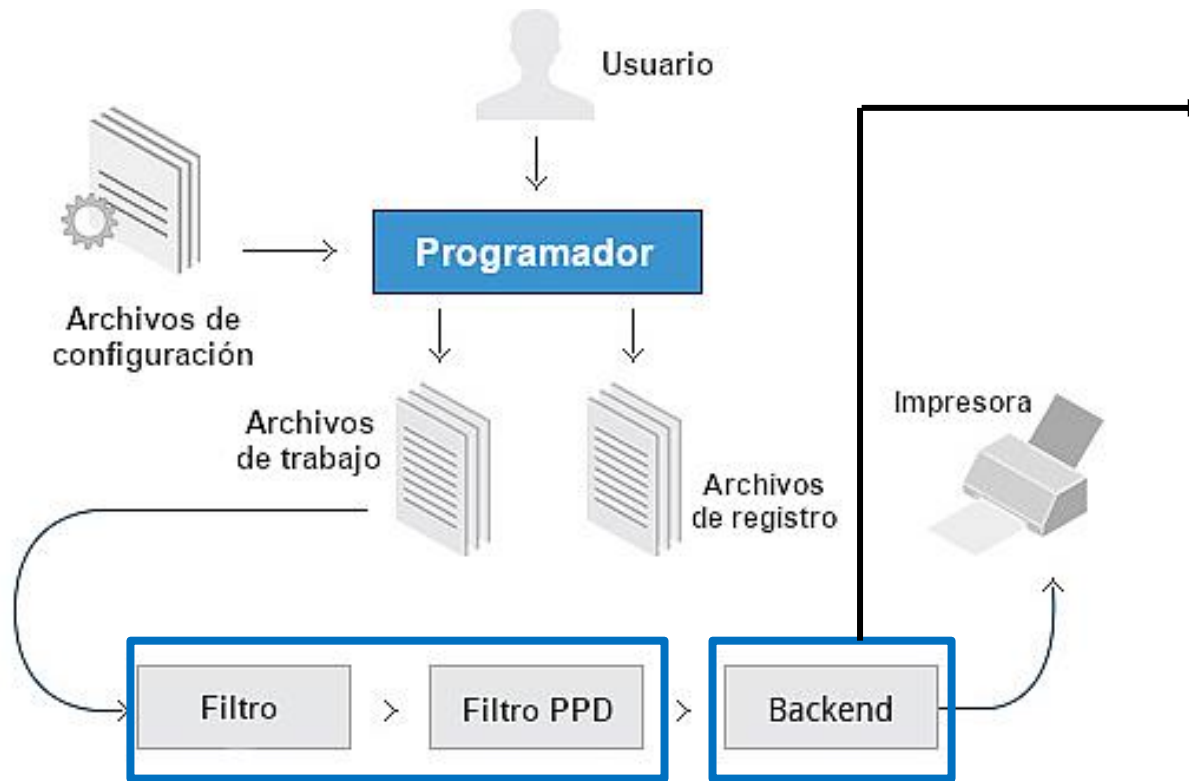 Usuario
Programador
Archivos de
configuración
Archivos
de trabajo
Archivos
de registro
Impresora
Filtro
Filtro PPD
Backend